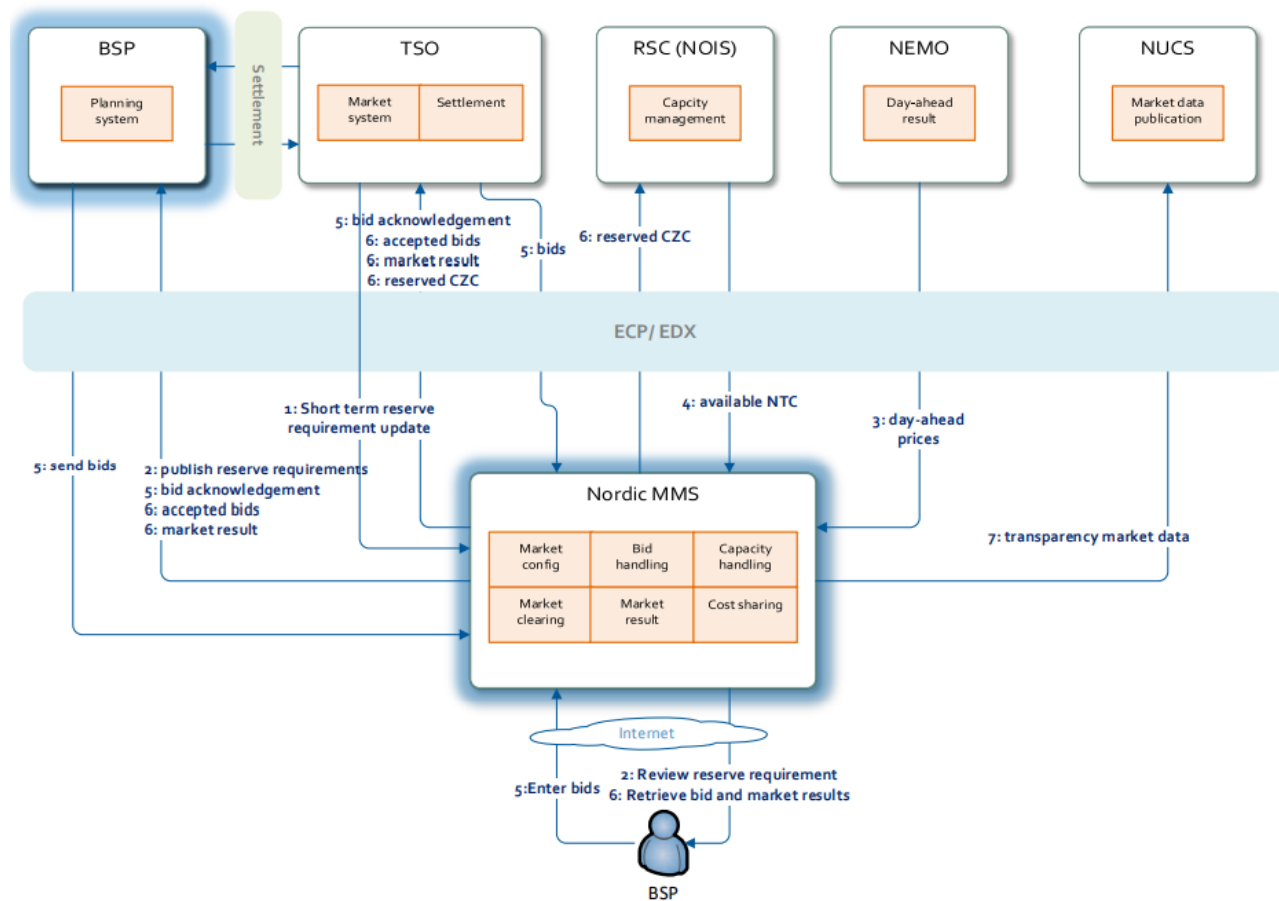 BSP
Planning
system
Settlement
TSO
Market
system
Settlement
RSC (NOIS)
Capcity
management
NEMO
Day-ahead
result
NUCS
Market data
publication
5: bid acknowledgement
6: accepted bids
6: market result
6: reserved CZC
5: bids
6: reserved CZC
ECP/ EDX
1: Short term reserve
requirement update
4: available NTC
3: day-ahead
prices
5: send bids
2: publish reserve requirements
5: bid acknowledgement
6: accepted bids
6: market result
7: transparency market data
Nordic MMS
Market
config
Bid
handling
Capacity
handling
Market
clearing
Market
result
Cost sharing
Internet
5:Enter bids
2: Review reserve requirement
6: Retrieve bid and market results
BSP